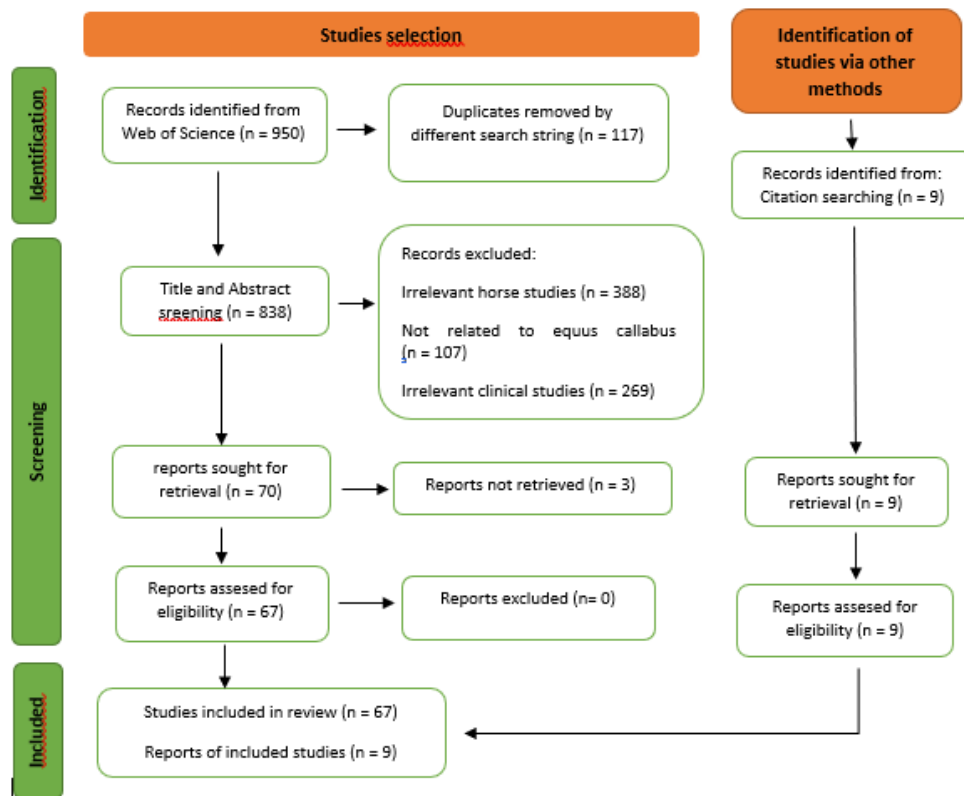 Studies selection
Identification of
studies via other
methods
Identification
Records identified from
Web of Science (n = 950)
Duplicates removed by
different search string (n = 117)
Records identified from:
Citation searching (n = 9)
Screening
Title and Abstract
sreening (n = 838)
Records excluded:
Irrelevant horse studies (n = 388)
Not related to equus callabus
(n = 107)
Irrelevant clinical studies (n = 269)
reports sought for
retrieval (n = 70)
Reports not retrieved (n = 3)
Reports sought for
retrieval (n = 9)
Reports assesed for
eligibility (n = 67)
Reports excluded (n= 0)
Reports assesed for
eligibility (n = 9)
Included
Studies included in review (n = 67)
Reports of included studies (n = 9)